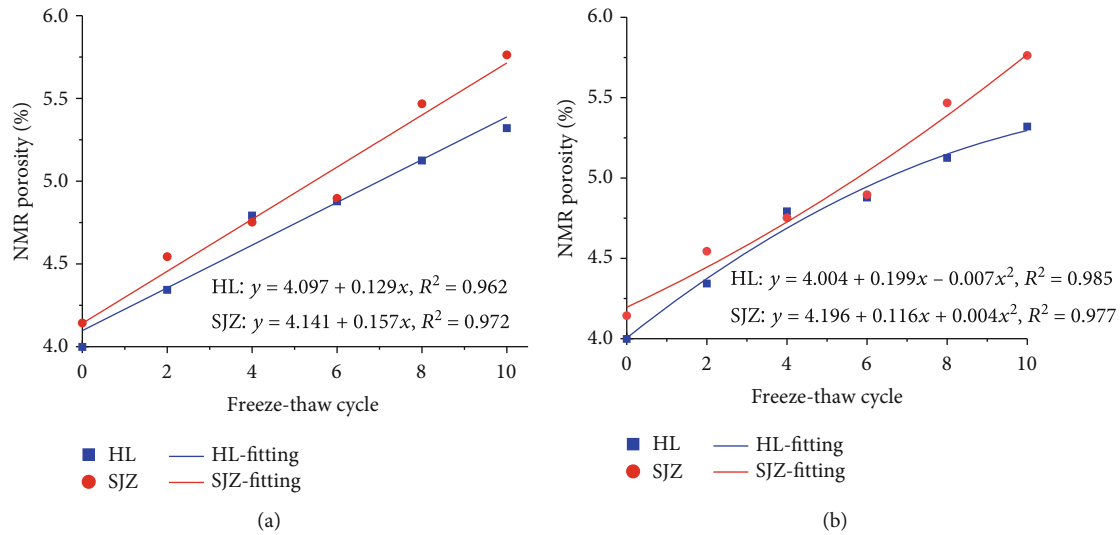 6.0
5.5
5.0
4.5
4.0
NMR porosity (%)
HL: y = 4.097 + 0.129x, R² = 0.962
SJZ: y = 4.141 + 0.157x, R² = 0.972
0 2 4 6 8 10
Freeze-thaw cycle
HL HL-fitting
SJZ SJZ-fitting
(a)
6.0
5.5
5.0
4.5
4.0
NMR porosity (%)
HL: y = 4.004 + 0.199x – 0.007x², R² = 0.985
SJZ: y = 4.196 + 0.116x + 0.004x², R² = 0.977
0 2 4 6 8 10
Freeze-thaw cycle
HL HL-fitting
SJZ SJZ-fitting
(b)